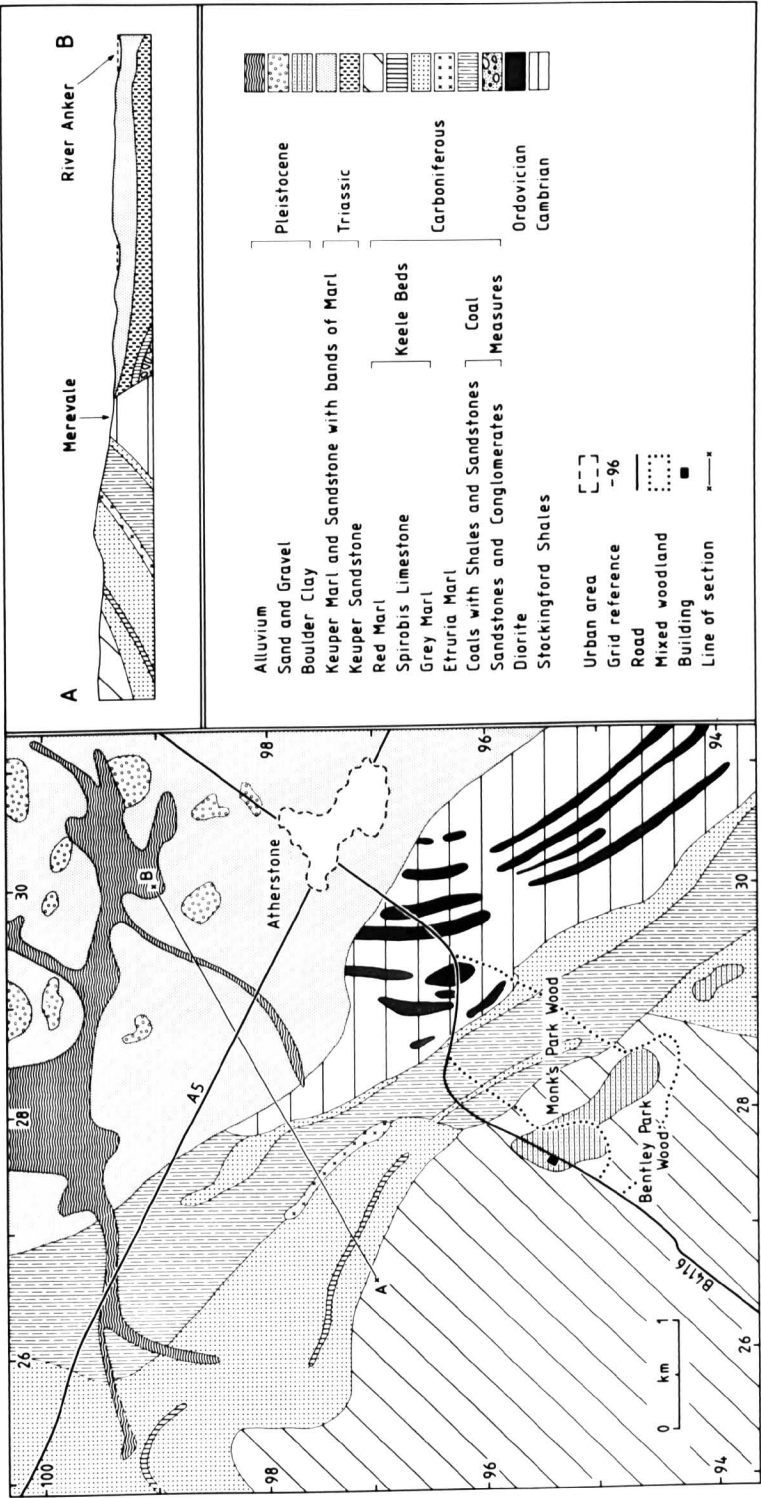 A
B
Merevale
River Anker
Alluvium
Sand and Gravel
Boulder Clay
Pleistocene
Keuper Marl and Sandstone with bands of Marl
Keuper Sandstone
Triassic
Red Marl
Spirobis Limestone
Grey Marl
Keele Beds
Etruria Marl
Coals with Shales and Sandstones
Sandstones and Conglomerates
Coal
Measures
Carboniferous
Diorite
Ordovician
Stockingford Shales
Cambrian
Urban area
Grid reference
-96
Road
Mixed woodland
Building
Line of section
26
28
30
100
98
98
96
96
94
94
26
28
30
A5
B
Atherstone
A
Monk's Park Wood
Bentley Park
Wood
B4116
0 km 1